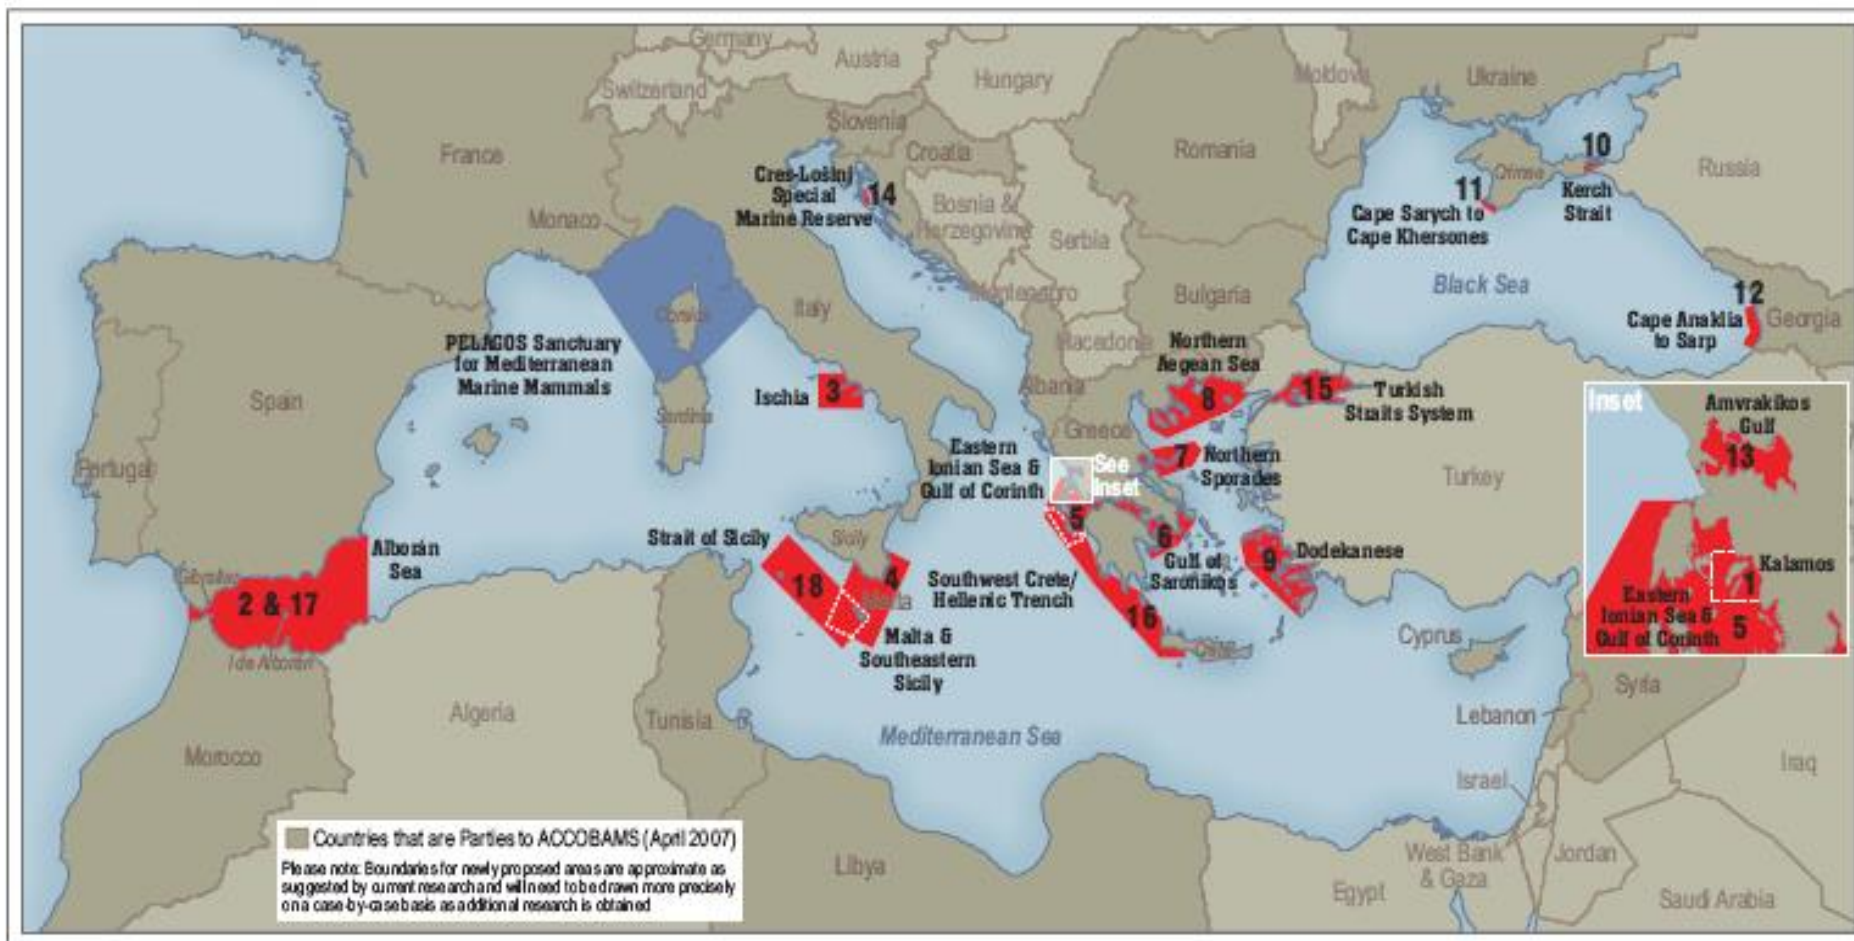 Germany
Austria
Switzerland
Hungary
Moldova
Ukraine
France
Slovenia
Croatia
Romania
Russia
10
Crimea
Kerch
Strait
11
Cape Sarych to
Cape Khersones
Cres-Lošinj
Special
Marine Reserve
14
Bosnia &
Herzegovina
Serbia
Monaco
Montenegro
Bulgaria
Black Sea
12
Cape Anaklia
to Sarp
Georgia
Italy
Corsica
PELAGOS Sanctuary
for Mediterranean
Marine Mammals
Macedonia
Northern
Aegean Sea
8
Albania
15
Turkish
Straits System
Spain
Portugal
Sardinia
Ischia
3
Greece
Eastern
Ionian Sea &
Gulf of Corinth
See
Inset
7
Northern
Sporades
Turkey
Inset
Amvrakikos
Gulf
13
Kalamos
1
Eastern
Ionian Sea &
Gulf of Corinth
5
Strait of Sicily
Sicily
18
4
Malta
Malta &
Southeastern
Sicily
5
6
Gulf of
Saronikos
9
Dodekanese
Southwest Crete/
Hellenic Trench
16
Crete
Cyprus
Alborán
Sea
Gibraltar
2 & 17
I de Alborán
Morocco
Algeria
Tunisia
Mediterranean Sea
Syria
Lebanon
Israel
Iraq
West Bank
& Gaza
Jordan
Libya
Egypt
Saudi Arabia
Countries that are Parties to ACCOBAMS (April 2007)
Please note: Boundaries for newly proposed areas are approximate as
suggested by current research and will need to be drawn more precisely
on a case-by-case basis as additional research is obtained